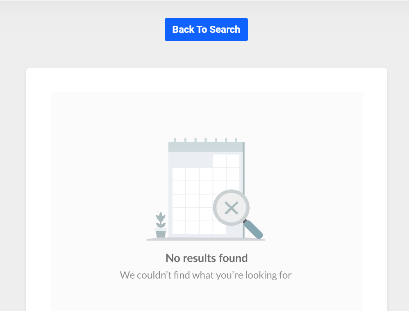 Back To Search
No results found
We couldn't find what you're looking for